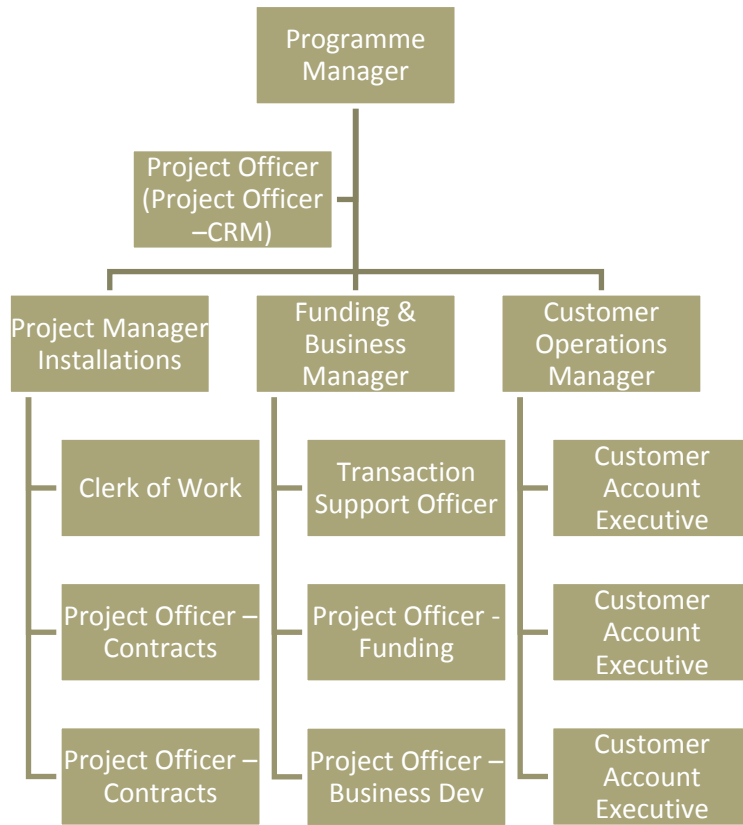 Programme
Manager
Project Officer
(Project Officer
–CRM)
Project Manager
Installations
Funding &
Business
Manager
Customer
Operations
Manager
Clerk of Work
Transaction
Support Officer
Customer
Account
Executive
Project Officer –
Contracts
Project Officer -
Funding
Customer
Account
Executive
Project Officer –
Contracts
Project Officer –
Business Dev
Customer
Account
Executive